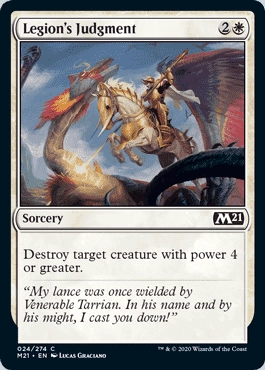 Legion's Judgment 2
Sorcery M21
Destroy target creature with power 4
or greater.
"My lance was once wielded by
Venerable Tarrian. In his name and by
his might, I cast you down!"
024/274 C
M21 • EN LUCAS GRACIANO ™ & © 2020 Wizards of the Coast